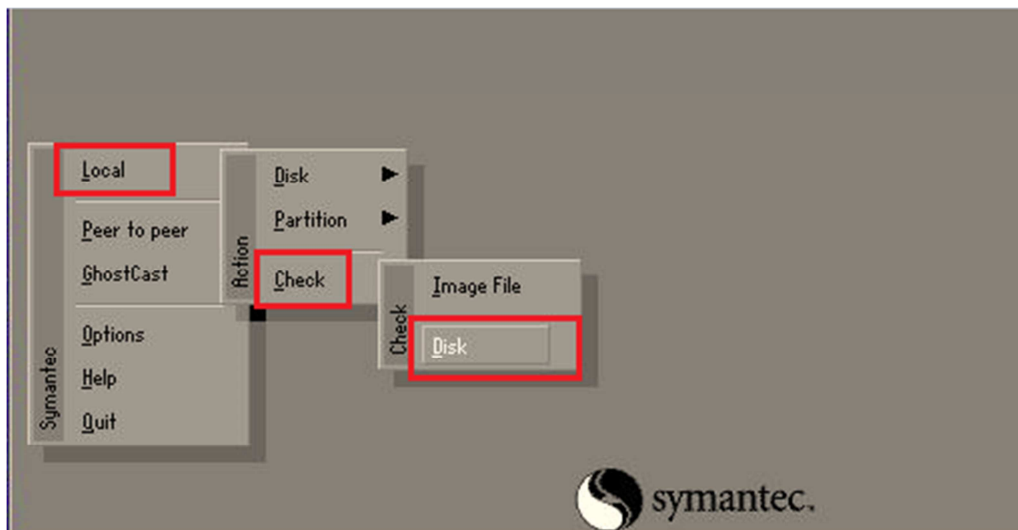 Symantec
Local
Peer to peer
GhostCast
Options
Help
Quit
Action
Disk
Partition
Check
Check
Image File
Disk
symantec.